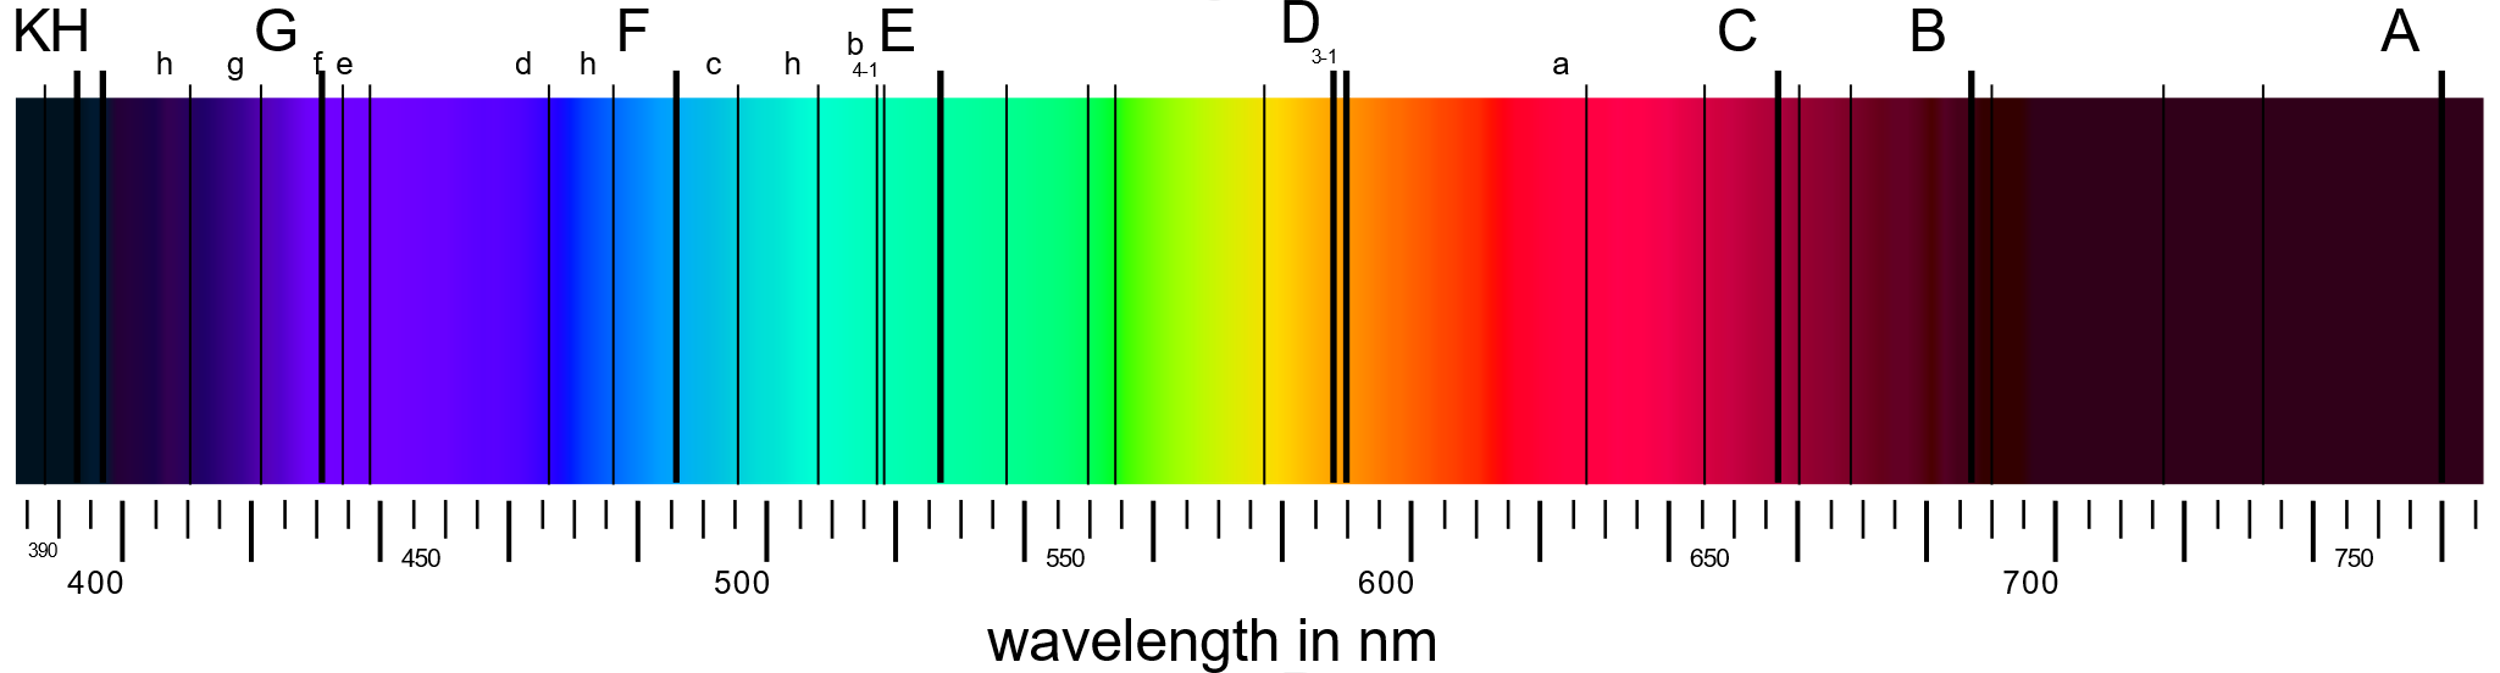 KH G F E D C B A
h g f e d h c h b 4-1 3-1 a
390 450 550 650 750
400 500 600 700
wavelength in nm